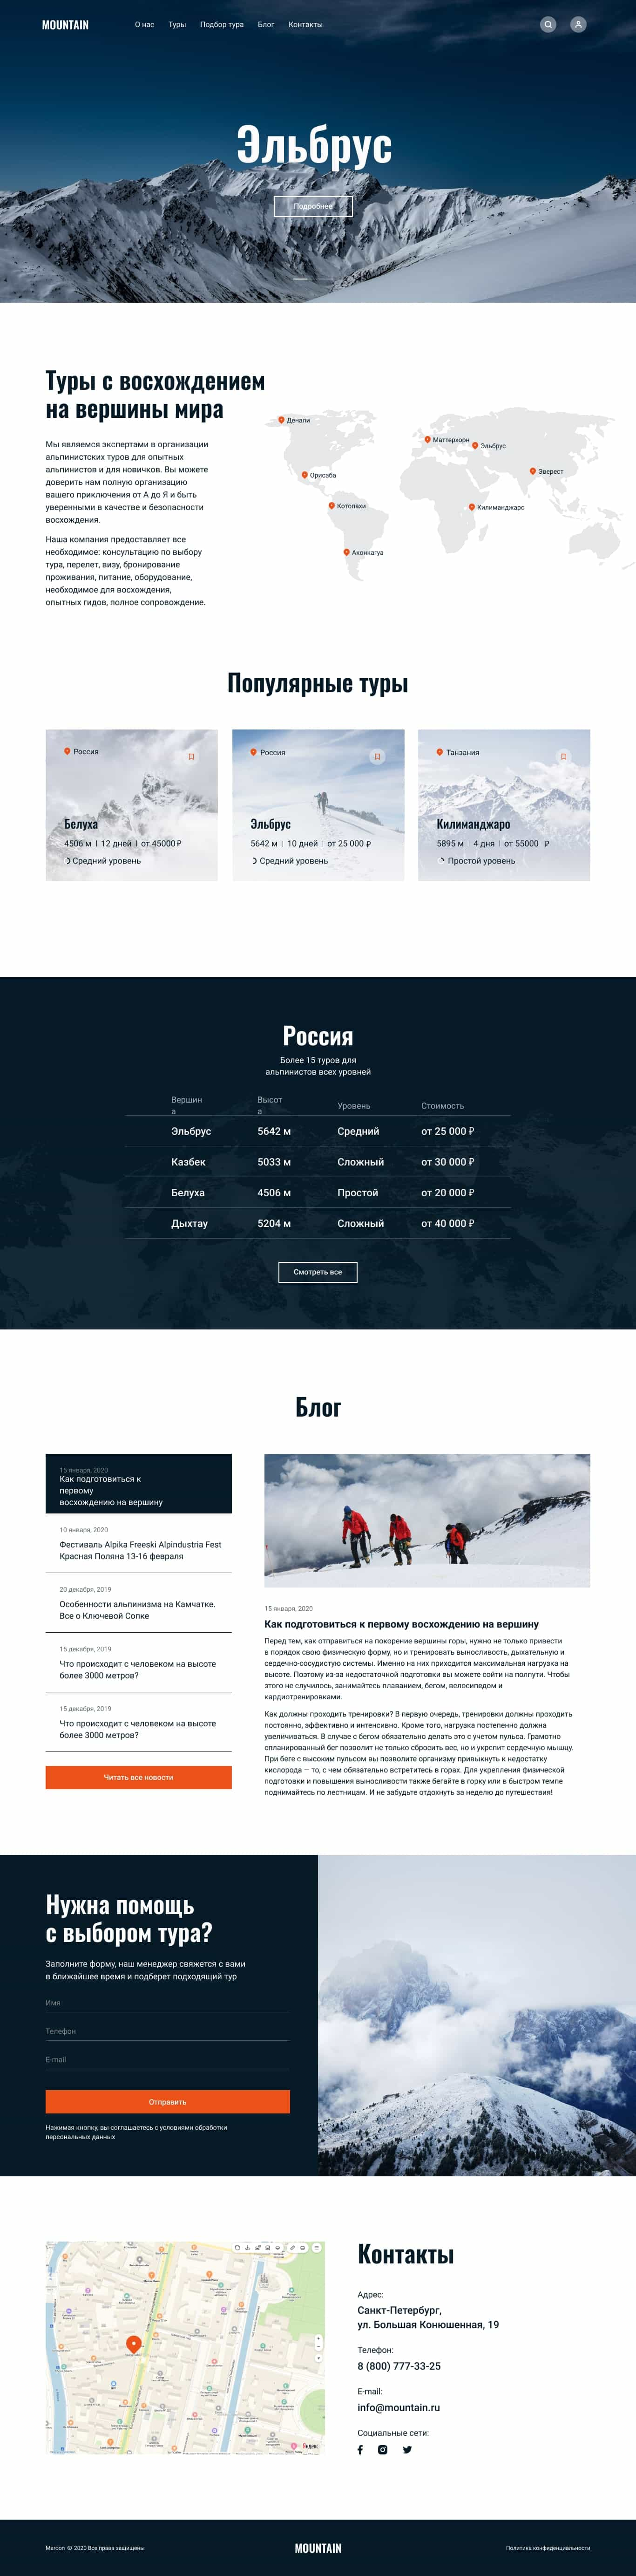 MOUNTAIN
О нас Туры Подбор тура Блог Контакты
Эльбрус
Подробнее
Туры с восхождением
на вершины мира
Мы являемся экспертами в организации
альпинистских туров для опытных
альпинистов и для новичков. Вы можете
доверить нам полную организацию
вашего приключения от А до Я и быть
уверенными в качестве и безопасности
восхождения.
Наша компания предоставляет все
необходимое: консультацию по выбору
тура, перелет, визу, бронирование
проживания, питание, оборудование,
необходимое для восхождения,
опытных гидов, полное сопровождение.
Денали
Маттерхорн
Эльбрус
Орисаба
Эверест
Котопахи
Килиманджаро
Аконкагуа
Популярные туры
Россия
Белуха
4506 м | 12 дней | от 45000 ₽
Средний уровень
Россия
Эльбрус
5642 м | 10 дней | от 25 000 ₽
Средний уровень
Танзания
Килиманджаро
5895 м | 4 дня | от 55000 ₽
Простой уровень
Россия
Более 15 туров для
альпинистов всех уровней
Вершин
а
Высот
а
Уровень
Стоимость
Эльбрус 5642 м Средний от 25 000 ₽
Казбек 5033 м Сложный от 30 000 ₽
Белуха 4506 м Простой от 20 000 ₽
Дыхтау 5204 м Сложный от 40 000 ₽
Смотреть все
Блог
15 января, 2020
Как подготовиться к
первому
восхождению на вершину
10 января, 2020
Фестиваль Alpika Freeski Alpindustria Fest
Красная Поляна 13-16 февраля
20 декабря, 2019
Особенности альпинизма на Камчатке.
Все о Ключевой Сопке
15 декабря, 2019
Что происходит с человеком на высоте
более 3000 метров?
15 декабря, 2019
Что происходит с человеком на высоте
более 3000 метров?
Читать все новости
15 января, 2020
Как подготовиться к первому восхождению на вершину
Перед тем, как отправиться на покорение вершины горы, нужно не только привести
в порядок свою физическую форму, но и тренировать выносливость, дыхательную и
сердечно-сосудистую системы. Именно на них приходится максимальная нагрузка на
высоте. Поэтому из-за недостаточной подготовки вы можете сойти на полпути. Чтобы
этого не случилось, занимайтесь плаванием, бегом, велосипедом и
кардиотренировками.
Как должны проходить тренировки? В первую очередь, тренировки должны проходить
постоянно, эффективно и интенсивно. Кроме того, нагрузка постепенно должна
увеличиваться. В случае с бегом обязательно делать это с учетом пульса. Грамотно
спланированный бег позволит не только сбросить вес, но и укрепит сердечную мышцу.
При беге с высоким пульсом вы позволите организму привыкнуть к недостатку
кислорода — то, с чем обязательно встретитесь в горах. Для укрепления физической
подготовки и повышения выносливости также бегайте в горку или в быстром темпе
поднимайтесь по лестницам. И не забудьте отдохнуть за неделю до путешествия!
Нужна помощь
с выбором тура?
Заполните форму, наш менеджер свяжется с вами
в ближайшее время и подберет подходящий тур
Имя
Телефон
E-mail
Отправить
Нажимая кнопку, вы соглашаетесь с условиями обработки
персональных данных
Яндекс
Контакты
Адрес:
Санкт-Петербург,
ул. Большая Конюшенная, 19
Телефон:
8 (800) 777-33-25
E-mail:
info@mountain.ru
Социальные сети:
Maroon © 2020 Все права защищены
MOUNTAIN
Политика конфиденциальности